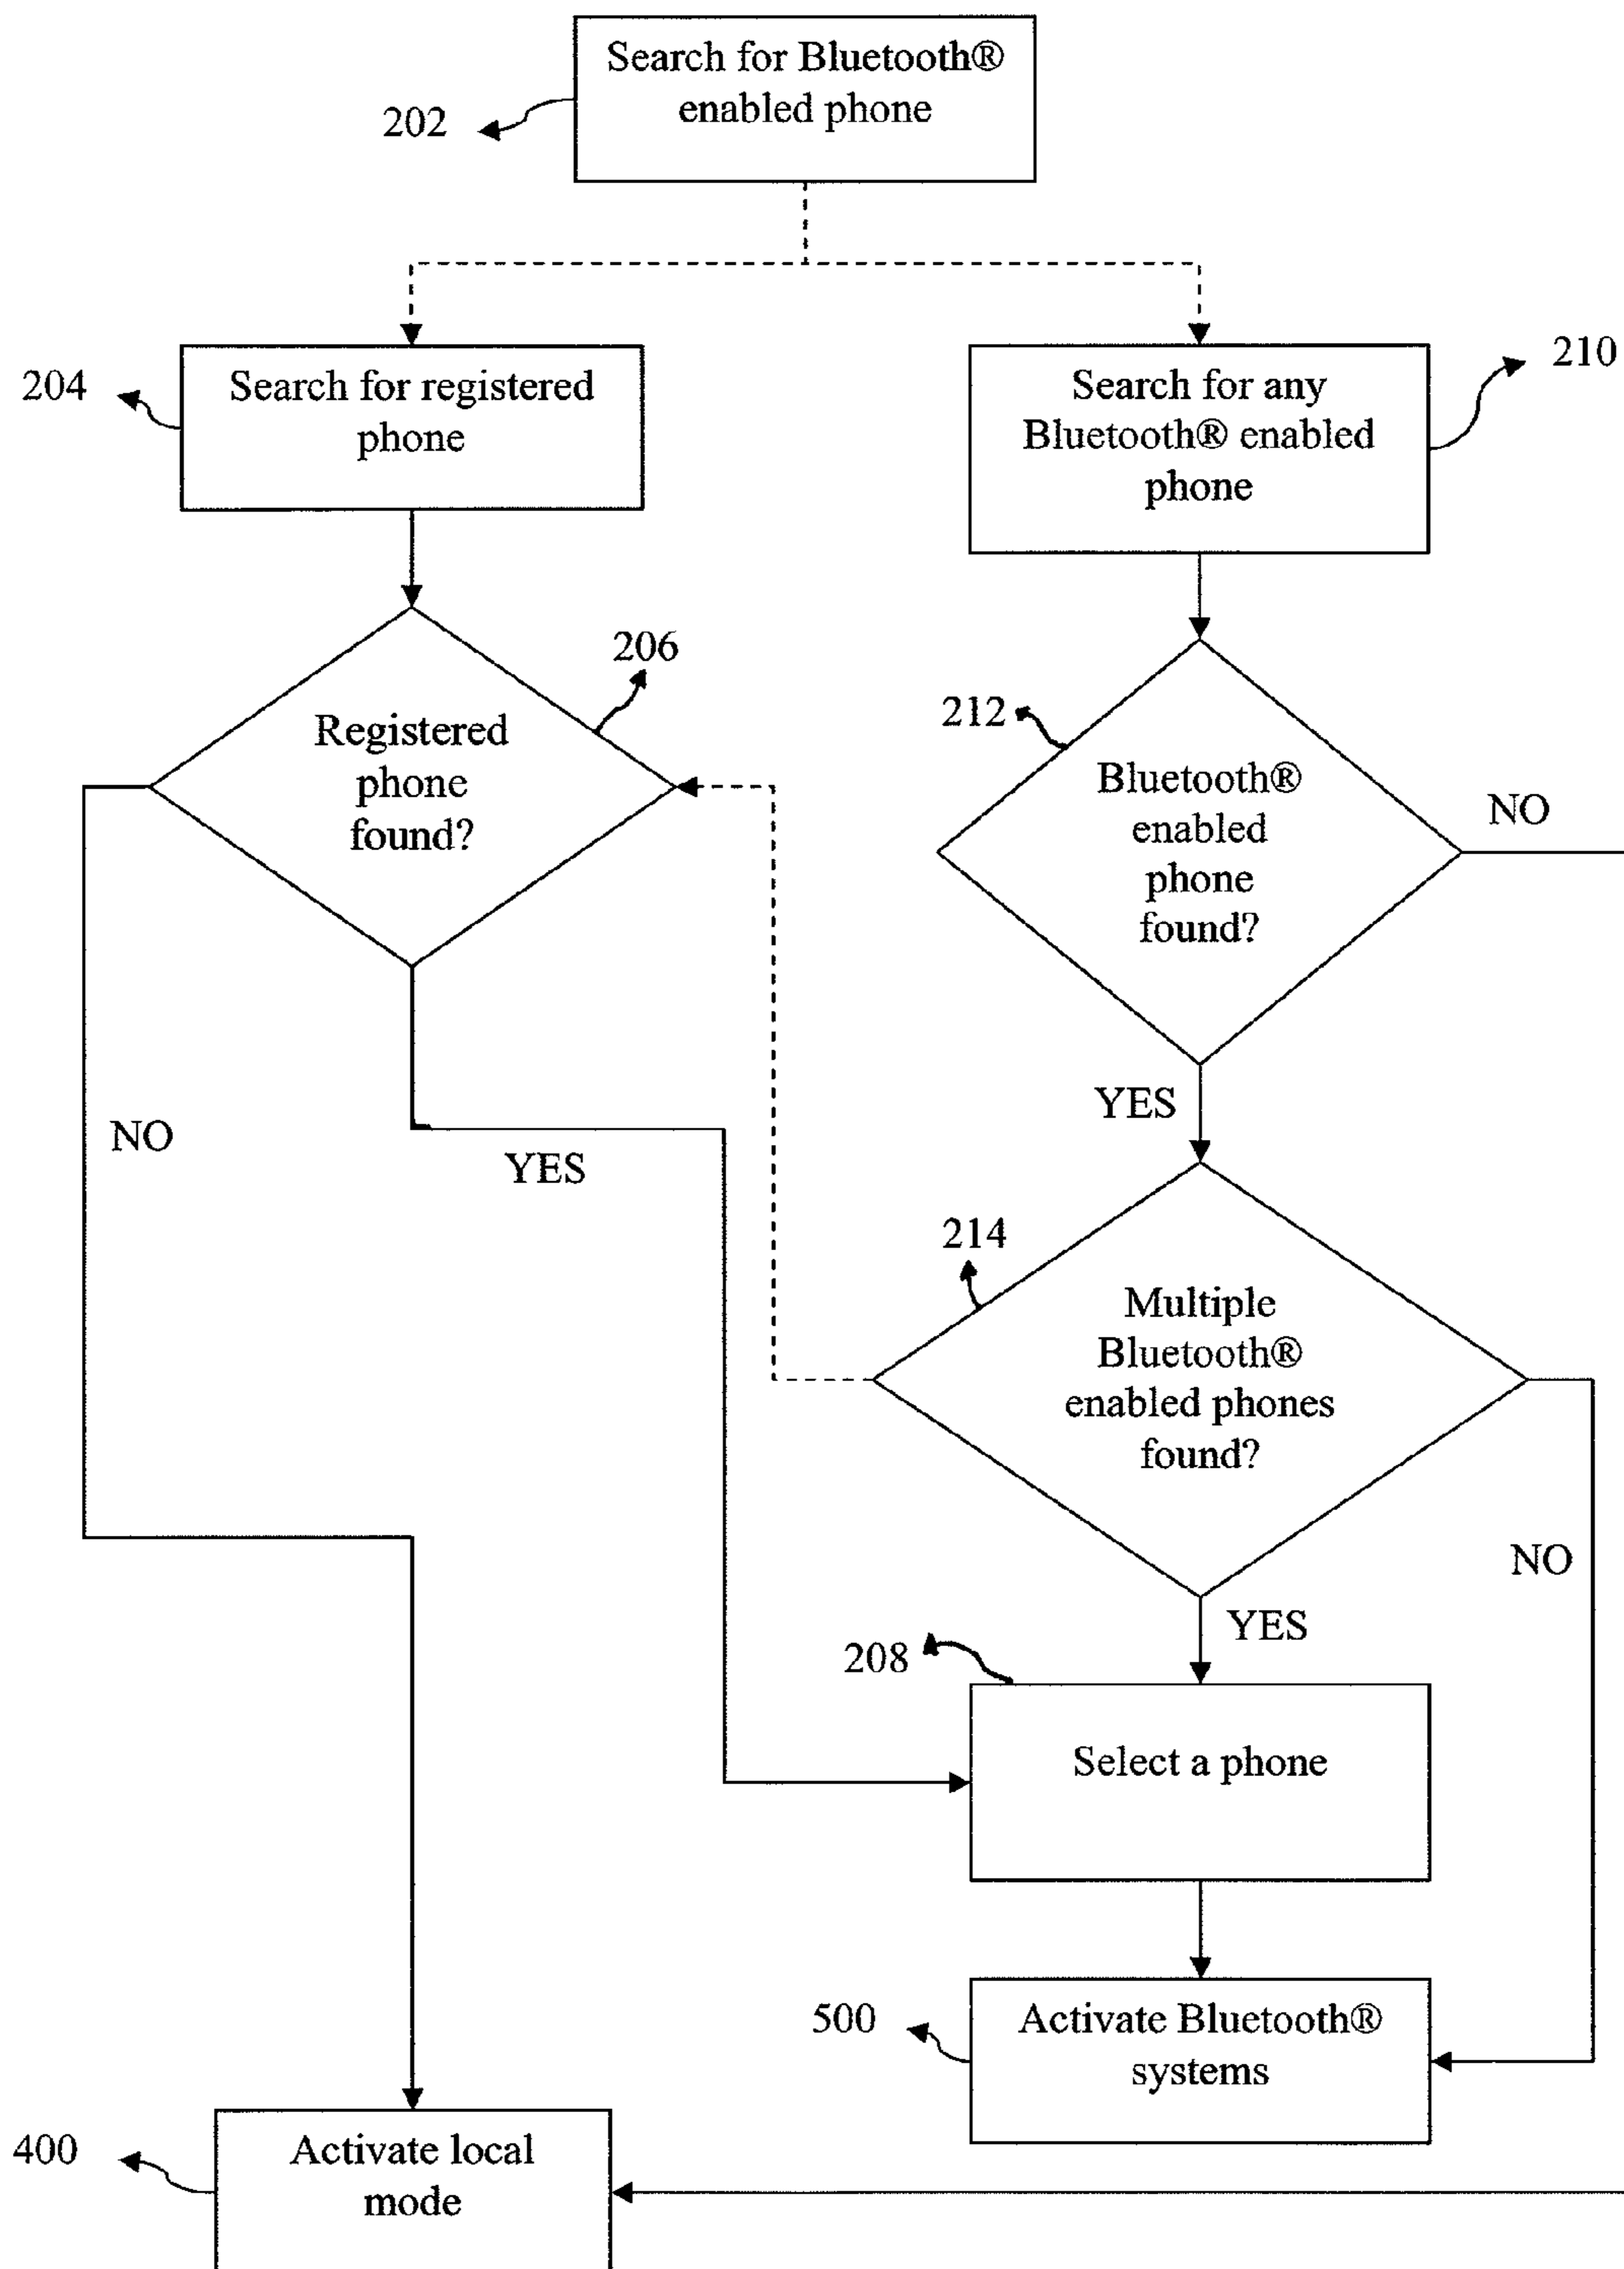 Search for Bluetooth®
enabled phone
202
204
Search for registered
phone
Search for any
Bluetooth® enabled
phone
210
206
Registered
phone
found?
212
Bluetooth®
enabled
phone
found?
NO
YES
NO
YES
214
Multiple
Bluetooth®
enabled phones
found?
NO
YES
208
Select a phone
500
Activate Bluetooth®
systems
400
Activate local
mode